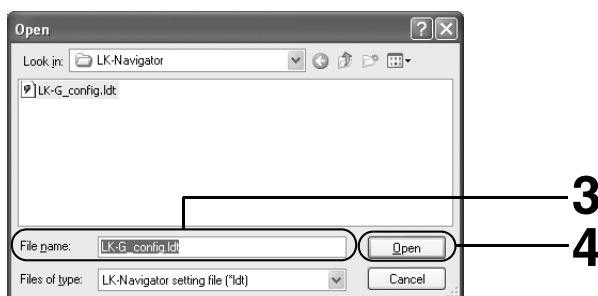 Open
Look in: LK-Navigator
LK-G_config.ldt
3
File name: LK-G_config.ldt Open
4
Files of type: LK-Navigator setting file (*ldt) Cancel